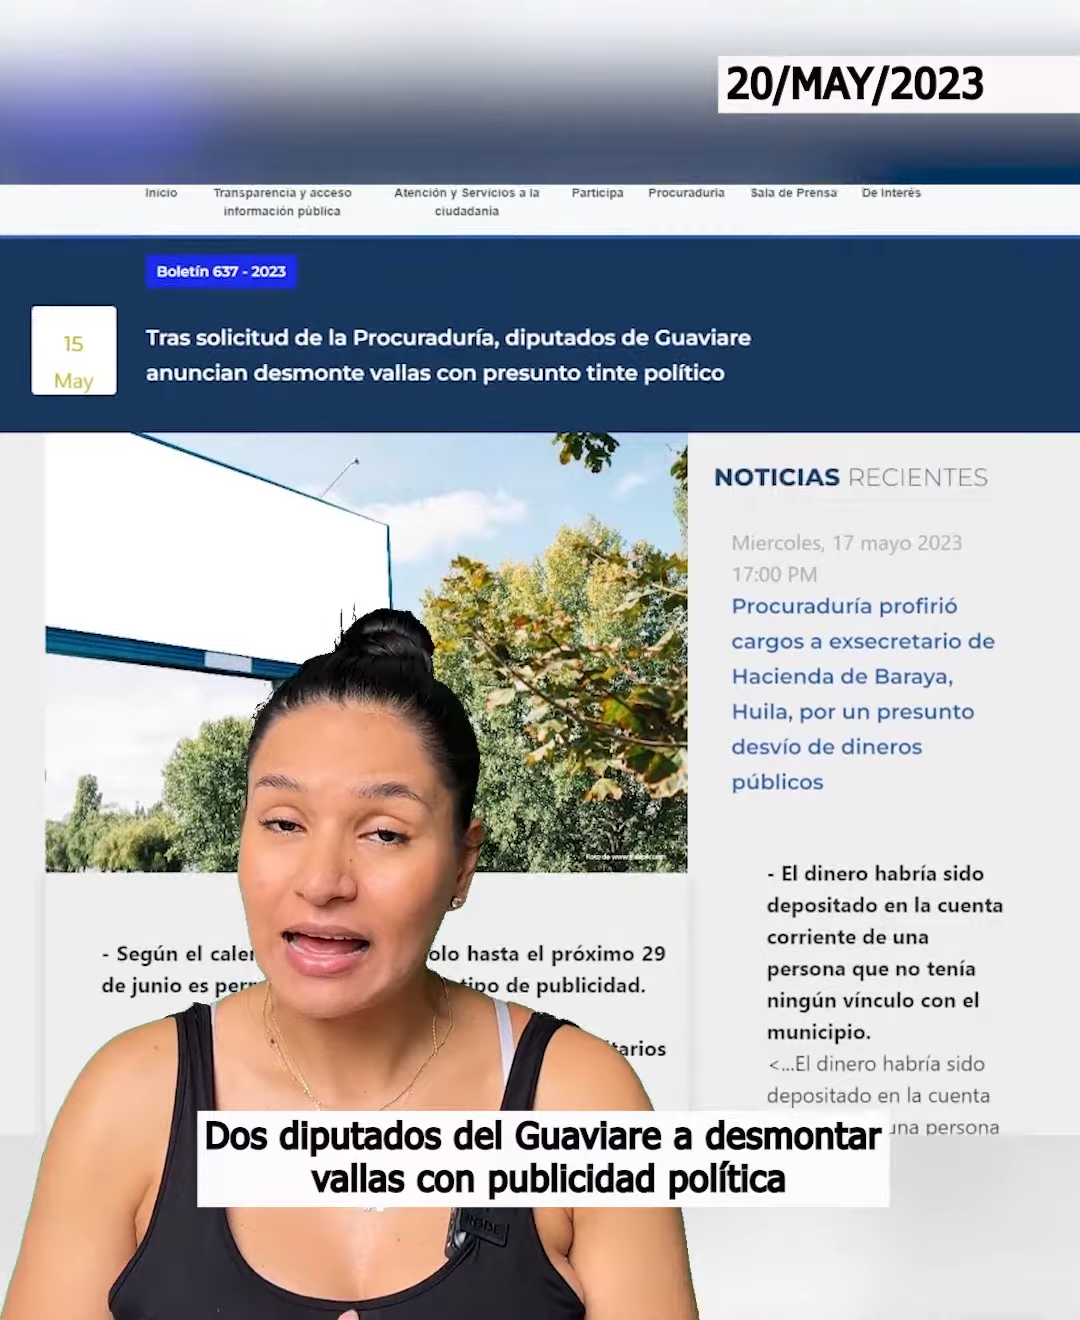 20/MAY/2023
Inicio
Transparencia y acceso
información pública
Atención y Servicios a la
ciudadanía
Participa
Procuraduría
Sala de Prensa
De Interés
Boletín 637 - 2023
15
May
Tras solicitud de la Procuraduría, diputados de Guaviare
anuncian desmonte vallas con presunto tinte político
NOTICIAS RECIENTES
Miercoles, 17 mayo 2023
17:00 PM
Procuraduría profirió
cargos a exsecretario de
Hacienda de Baraya,
Huila, por un presunto
desvío de dineros
públicos
- El dinero habría sido
depositado en la cuenta
corriente de una
persona que no tenía
ningún vínculo con el
municipio.
<...El dinero habría sido
depositado en la cuenta
una persona
- Según el hasta el próximo 29
de junio es tipo de publicidad.
Dos diputados del Guaviare a desmontar
vallas con publicidad política
RODE